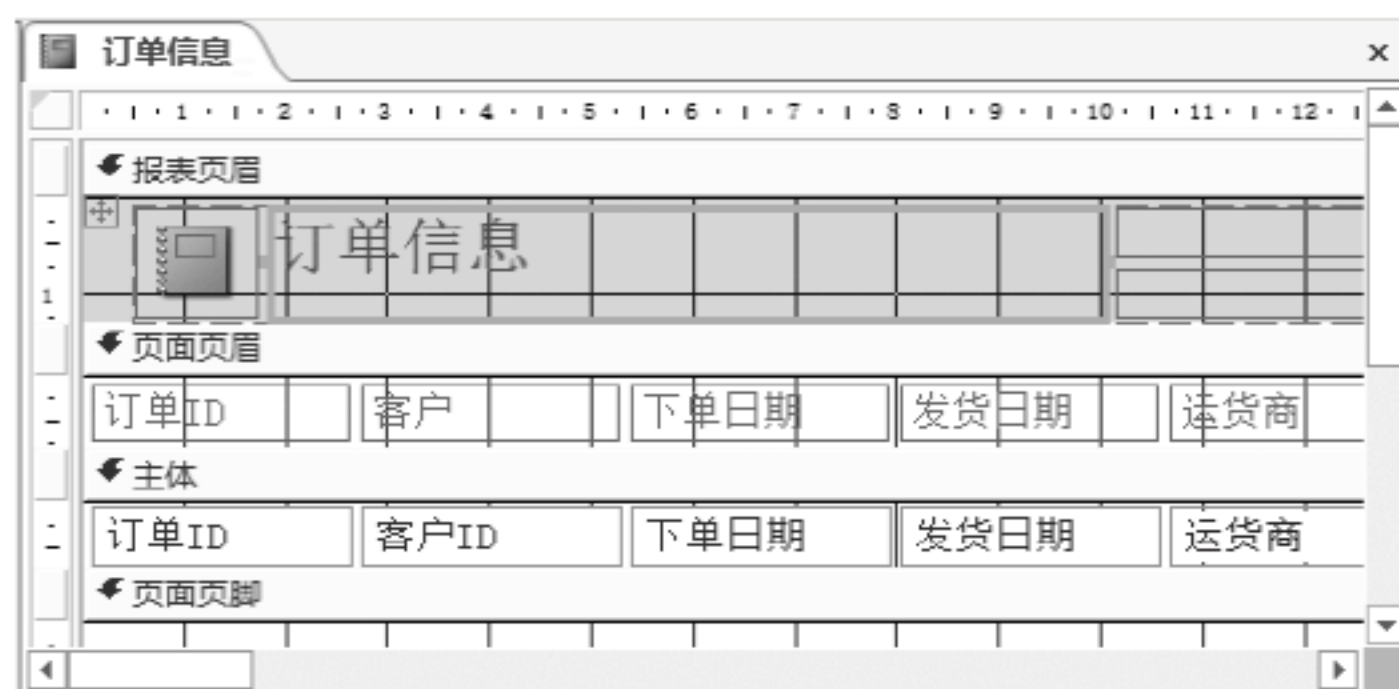 订单信息
1 2 3 4 5 6 7 8 9 10 11 12
报表页眉
订单信息
1
页面页眉
订单ID 客户 下单日期 发货日期 运货商
主体
订单ID 客户ID 下单日期 发货日期 运货商
页面页脚